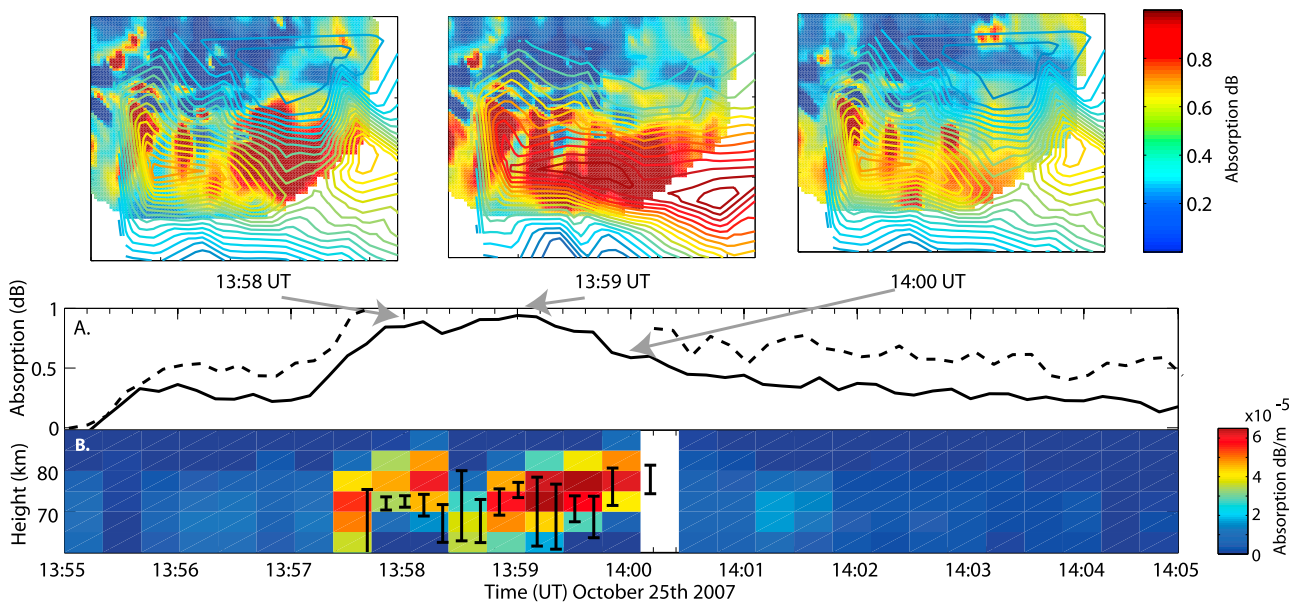 0.8
0.6
0.4
0.2
Absorption dB
13:58 UT
13:59 UT
14:00 UT
A.
1
0.5
0
Absorption (dB)
B.
80
70
Height (km)
x10 -5
6
4
2
0
Absorption dB/m
13:55 13:56 13:57 13:58 13:59 14:00 14:01 14:02 14:03 14:04 14:05
Time (UT) October 25th 2007